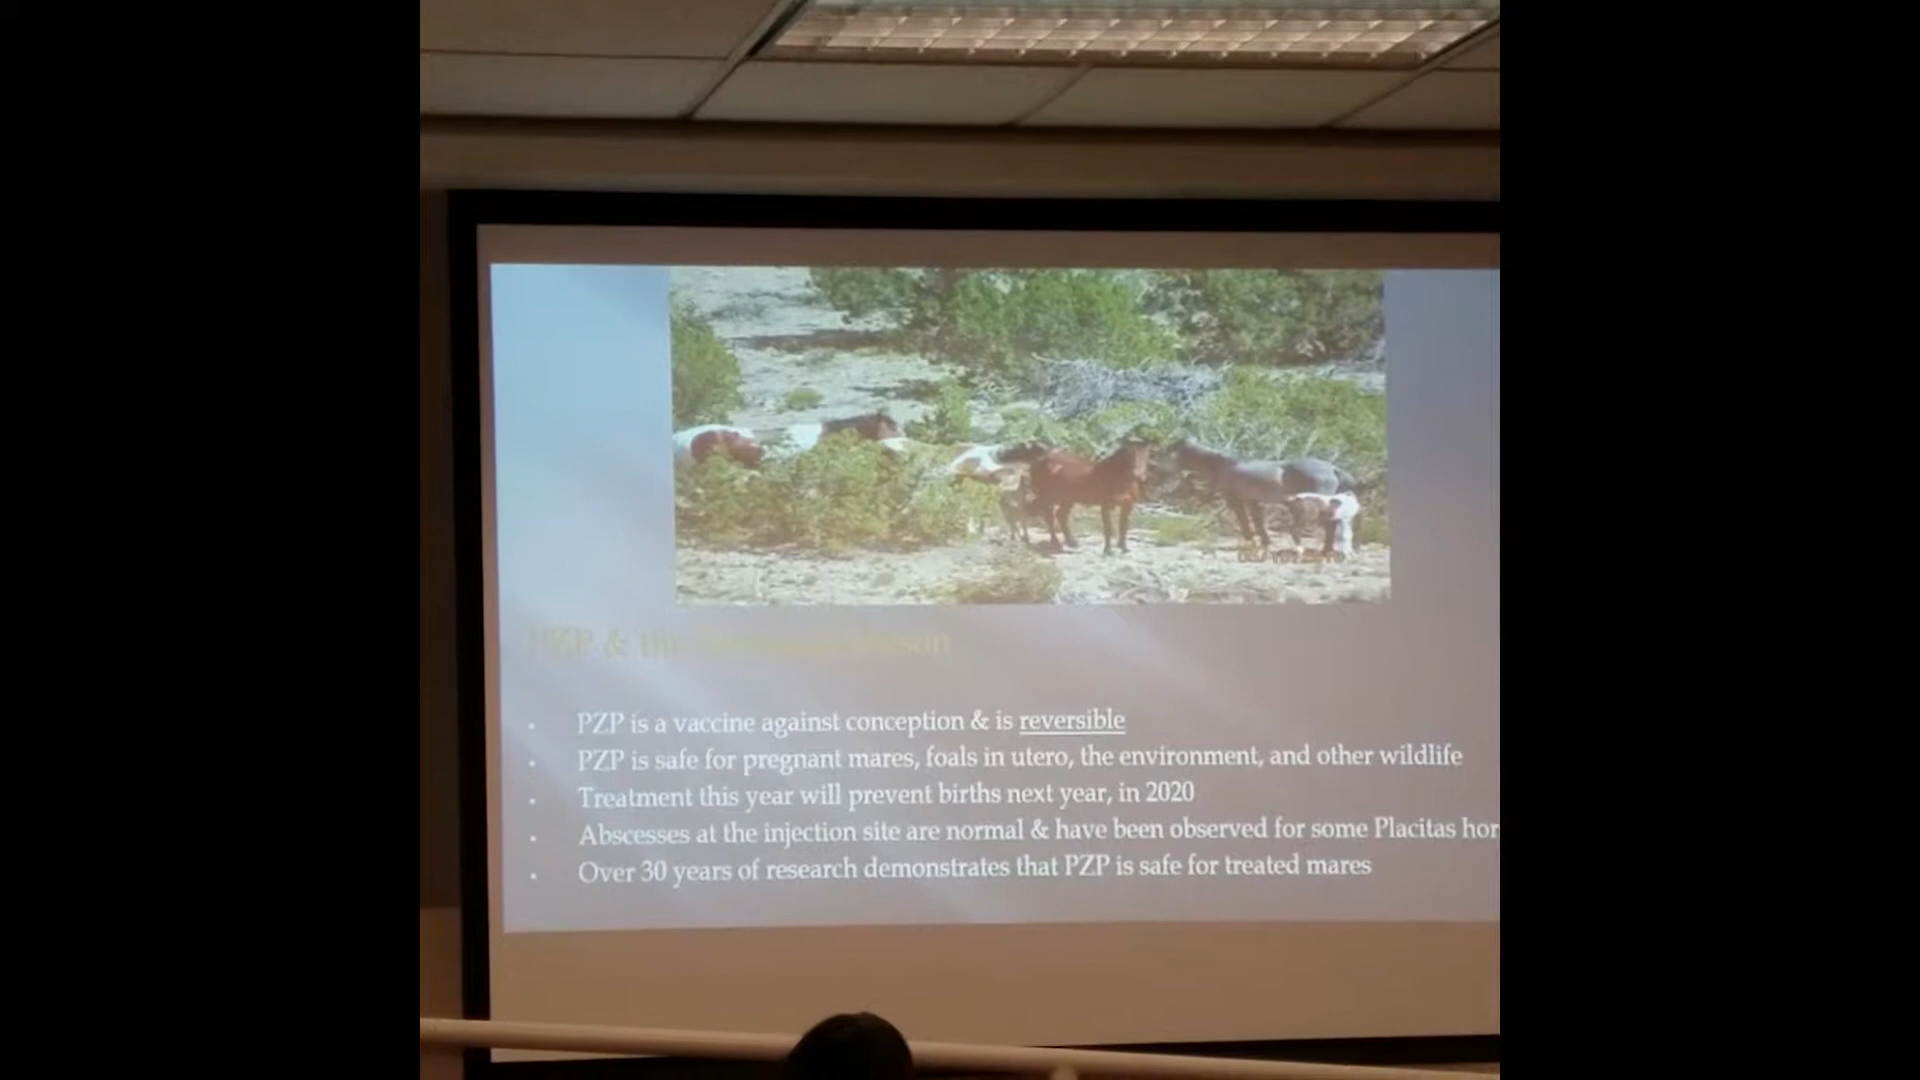 PZP & the season
• PZP is a vaccine against conception & is reversible
• PZP is safe for pregnant mares, foals in utero, the environment, and other wildlife
• Treatment this year will prevent births next year, in 2020
• Abscesses at the injection site are normal & have been observed for some Placitas hor
• Over 30 years of research demonstrates that PZP is safe for treated mares